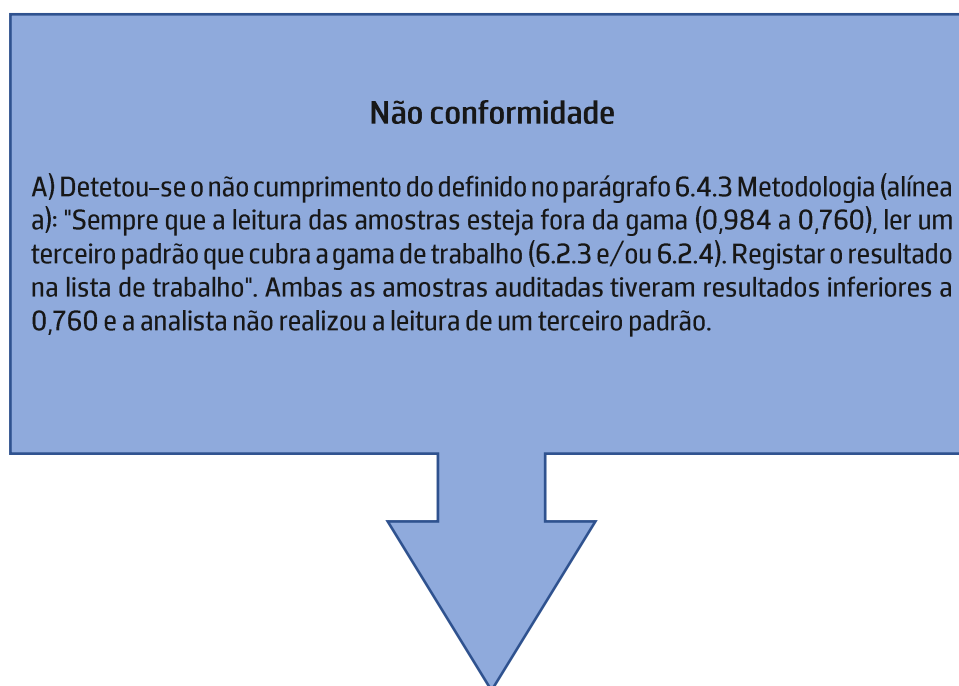 Não conformidade
A) Detetou-se o não cumprimento do definido no parágrafo 6.4.3 Metodologia (alínea
a): "Sempre que a leitura das amostras esteja fora da gama (0,984 a 0,760), ler um
terceiro padrão que cubra a gama de trabalho (6.2.3 e/ou 6.2.4). Registar o resultado
na lista de trabalho". Ambas as amostras auditadas tiveram resultados inferiores a
0,760 e a analista não realizou a leitura de um terceiro padrão.